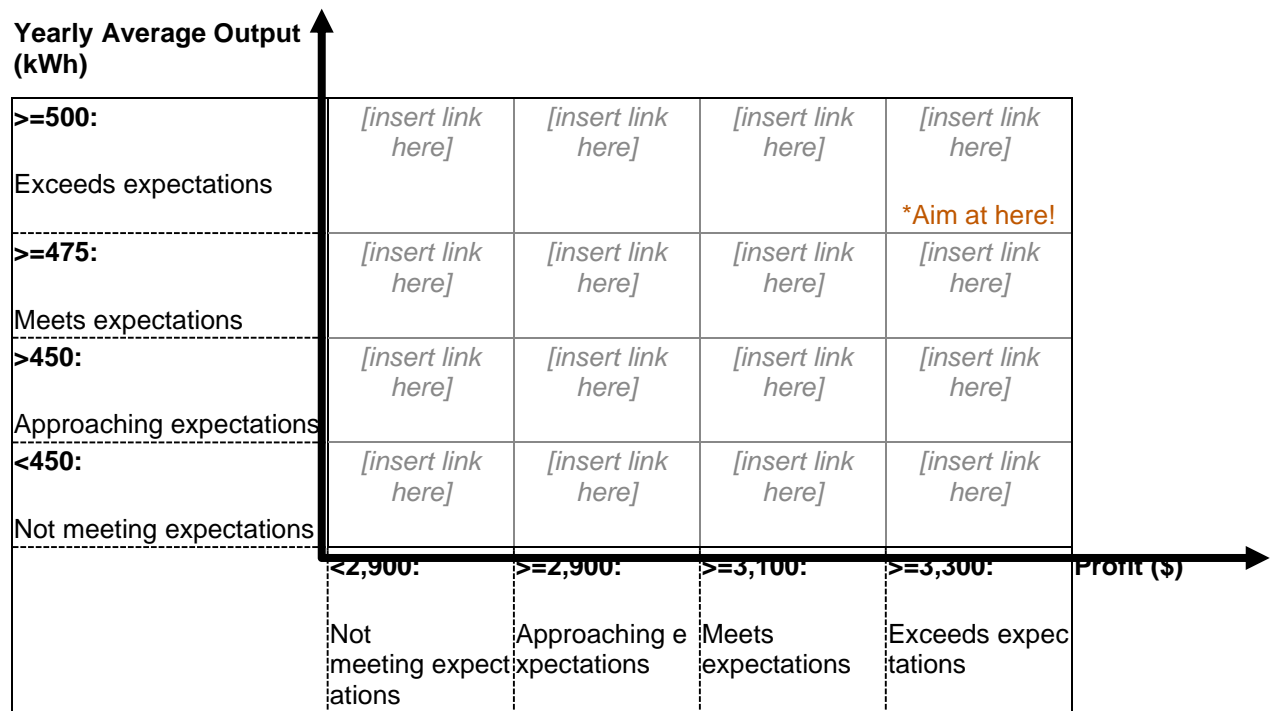 Yearly Average Output
(kWh)
>=500:
Exceeds expectations
[insert link
here]
[insert link
here]
[insert link
here]
[insert link
here]
*Aim at here!
>=475:
Meets expectations
[insert link
here]
[insert link
here]
[insert link
here]
[insert link
here]
>450:
Approaching expectations
[insert link
here]
[insert link
here]
[insert link
here]
[insert link
here]
<450:
Not meeting expectations
[insert link
here]
[insert link
here]
[insert link
here]
[insert link
here]
<2,900:
Not
meeting expect
ations
>=2,900:
Approaching e
xpectations
>=3,100:
Meets
expectations
>=3,300:
Exceeds expec
tations
Profit ($)